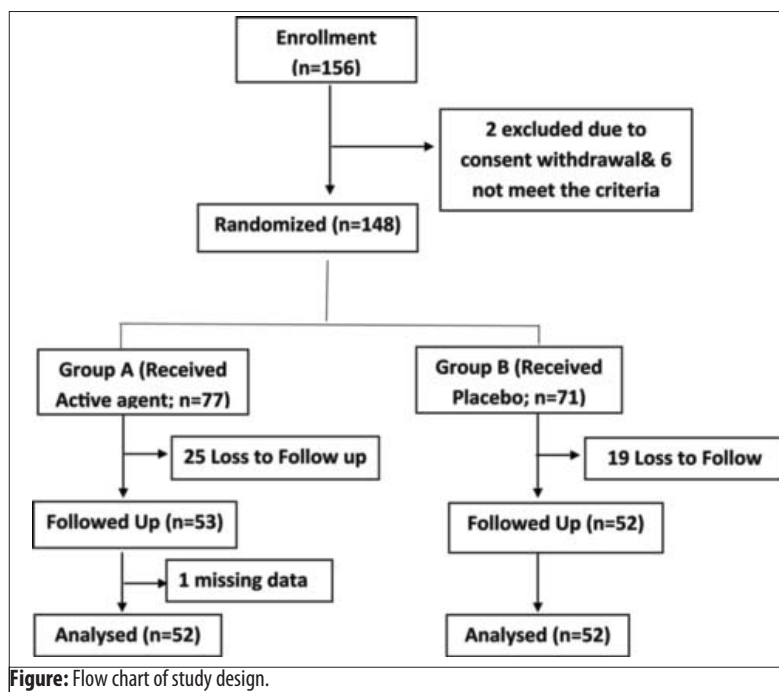 Enrollment
(n=156)
2 excluded due to
consent withdrawal& 6
not meet the criteria
Randomized (n=148)
Group A (Received
Active agent; n=77)
Group B (Received
Placebo; n=71)
25 Loss to Follow up
19 Loss to Follow
Followed Up (n=53)
Followed Up (n=52)
1 missing data
Analysed (n=52)
Analysed (n=52)
Figure: Flow chart of study design.